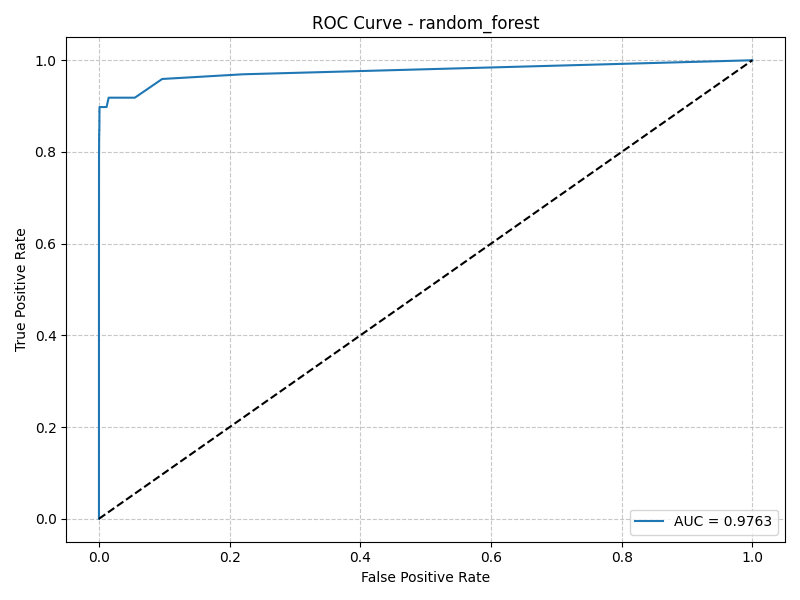 ROC Curve - random_forest
True Positive Rate
1.0
0.8
0.6
0.4
0.2
0.0
0.0 0.2 0.4 0.6 0.8 1.0
False Positive Rate
AUC = 0.9763